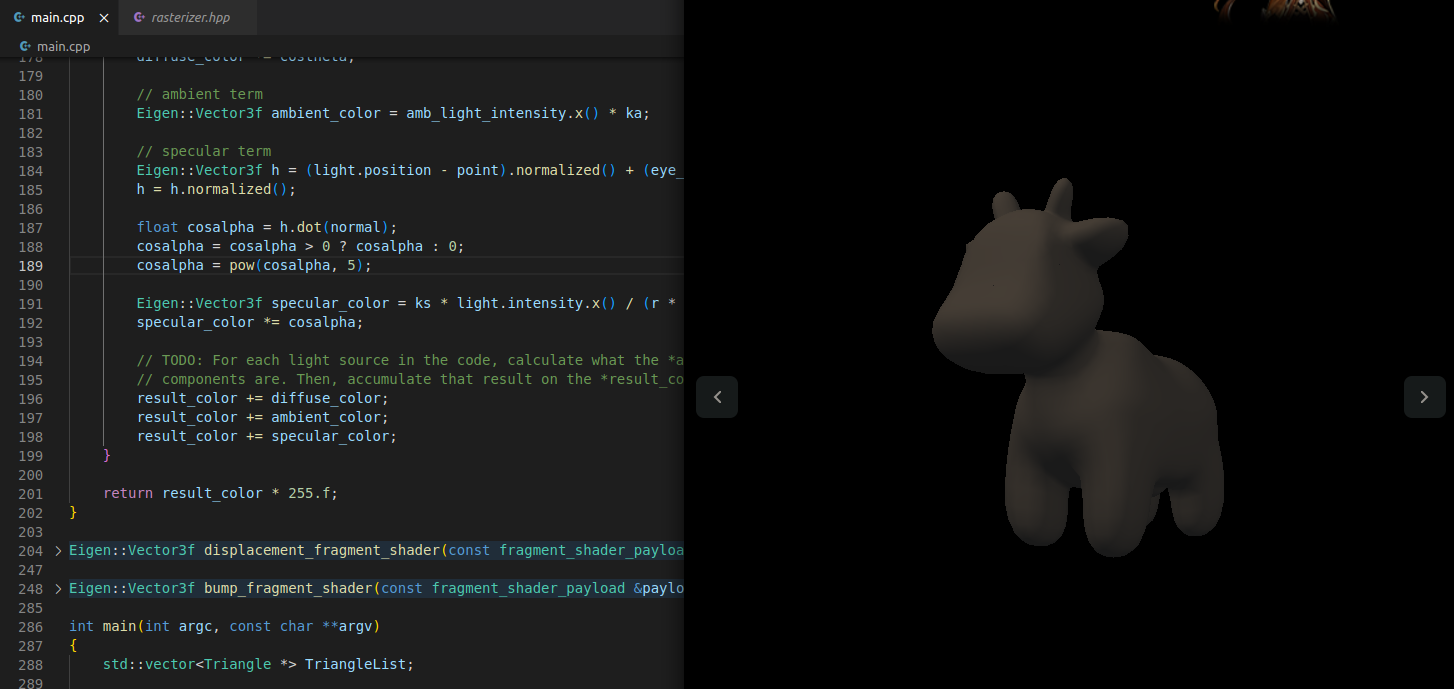 main.cpp
rasterizer.hpp
main.cpp
178 diffuse_color *= costheta;
179
180 // ambient term
181 Eigen::Vector3f ambient_color = amb_light_intensity.x() * ka;
182
183 // specular term
184 Eigen::Vector3f h = (light.position - point).normalized() + (eye_
185 h = h.normalized();
186
187 float cosalpha = h.dot(normal);
188 cosalpha = cosalpha > 0 ? cosalpha : 0;
189 cosalpha = pow(cosalpha, 5);
190
191 Eigen::Vector3f specular_color = ks * light.intensity.x() / (r *
192 specular_color *= cosalpha;
193
194 // TODO: For each light source in the code, calculate what the *a
195 // components are. Then, accumulate that result on the *result_co
196 result_color += diffuse_color;
197 result_color += ambient_color;
198 result_color += specular_color;
199 }
200
201 return result_color * 255.f;
202 }
203
204 Eigen::Vector3f displacement_fragment_shader(const fragment_shader_payloa
247
248 Eigen::Vector3f bump_fragment_shader(const fragment_shader_payload &paylo
285
286 int main(int argc, const char **argv)
287 {
288 std::vector<Triangle *> TriangleList;
289